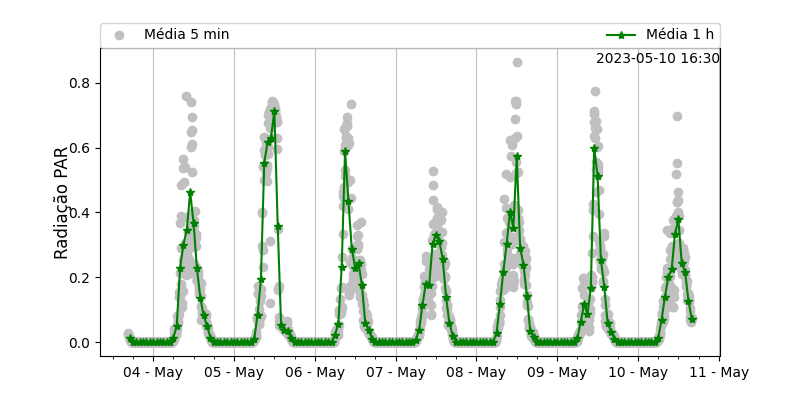 Média 5 min
Média 1 h
2023-05-10 16:30
Radiação PAR
0.8
0.6
0.4
0.2
0.0
04 - May
05 - May
06 - May
07 - May
08 - May
09 - May
10 - May
11 - May